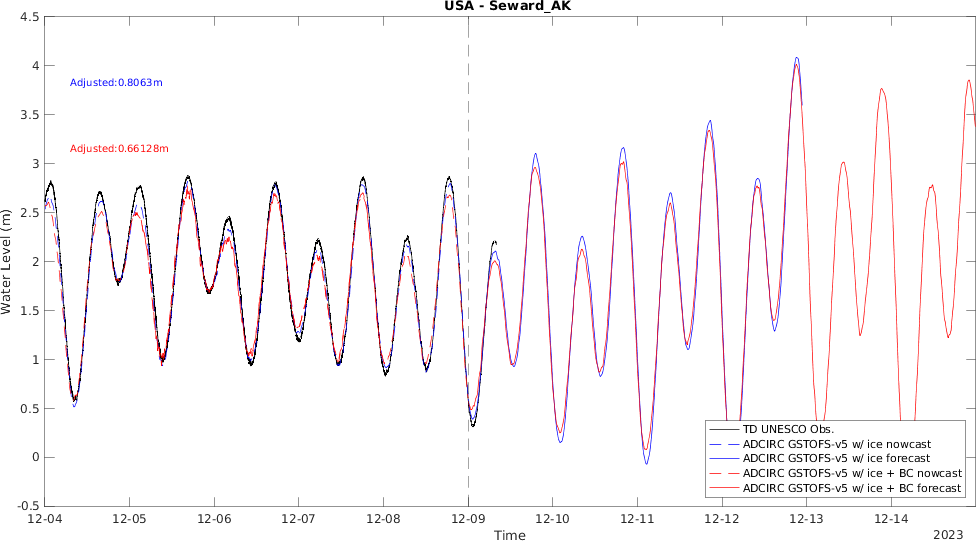 USA - Seward_AK
4.5
4
3.5
3
2.5
2
1.5
1
0.5
0
-0.5
Water Level (m)
Adjusted:0.8063m
Adjusted:0.66128m
TD UNESCO Obs.
ADCIRC GSTOFS-v5 w/ ice nowcast
ADCIRC GSTOFS-v5 w/ ice forecast
ADCIRC GSTOFS-v5 w/ ice + BC nowcast
ADCIRC GSTOFS-v5 w/ ice + BC forecast
12-04 12-05 12-06 12-07 12-08 12-09 12-10 12-11 12-12 12-13 12-14
Time
2023